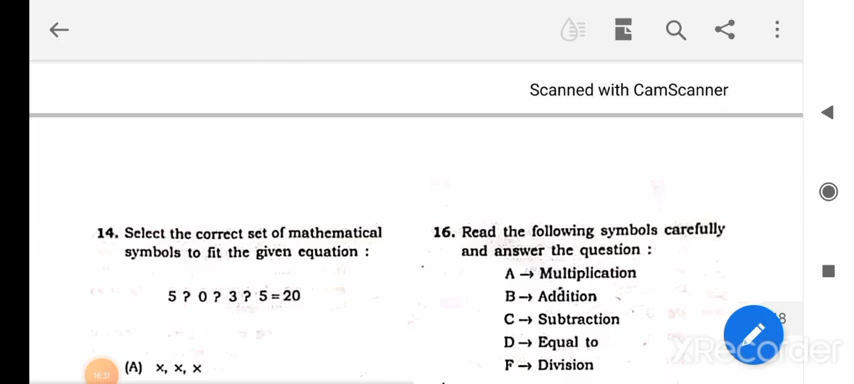 Scanned with CamScanner
14. Select the correct set of mathematical
symbols to fit the given equation :
5 ? 0 ? 3 ? 5 = 20
(A) ×, ×, ×
16. Read the following symbols carefully
and answer the question :
A → Multiplication
B → Addition
C → Subtraction
D → Equal to
F → Division
16:31
XRecorder